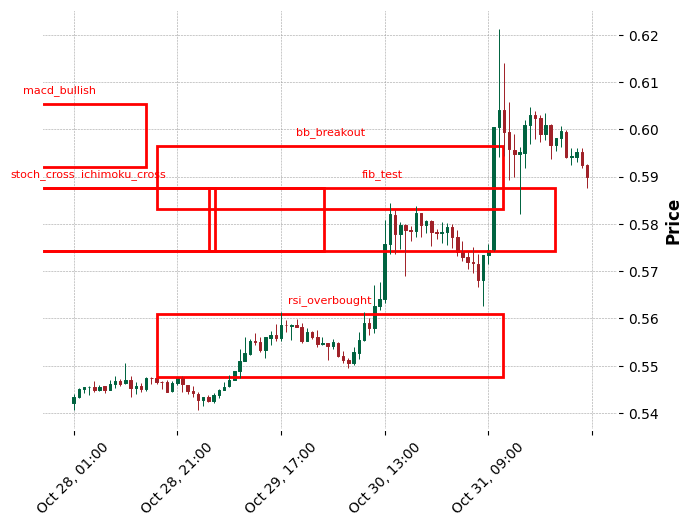 0.62
0.61
macd_bullish
0.60
bb_breakout
0.59
stoch_cross ichimoku_cross
fib_test
0.58
Price
0.57
0.56
rsi_overbought
0.55
0.54
Oct 28, 01:00
Oct 28, 21:00
Oct 29, 17:00
Oct 30, 13:00
Oct 31, 09:00